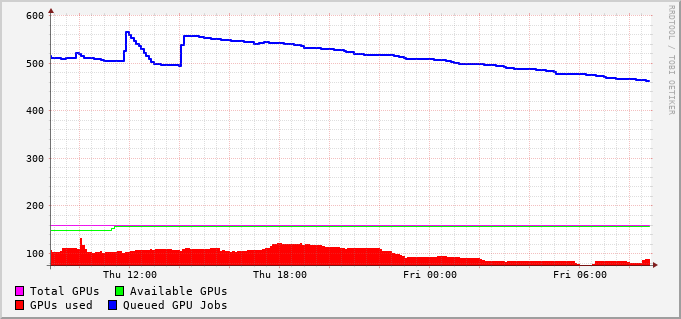 600
500
400
300
200
100
Thu 12:00 Thu 18:00 Fri 00:00 Fri 06:00
Total GPUs Available GPUs
GPUs used Queued GPU Jobs
RRDTOOL / TOBI OETIKER